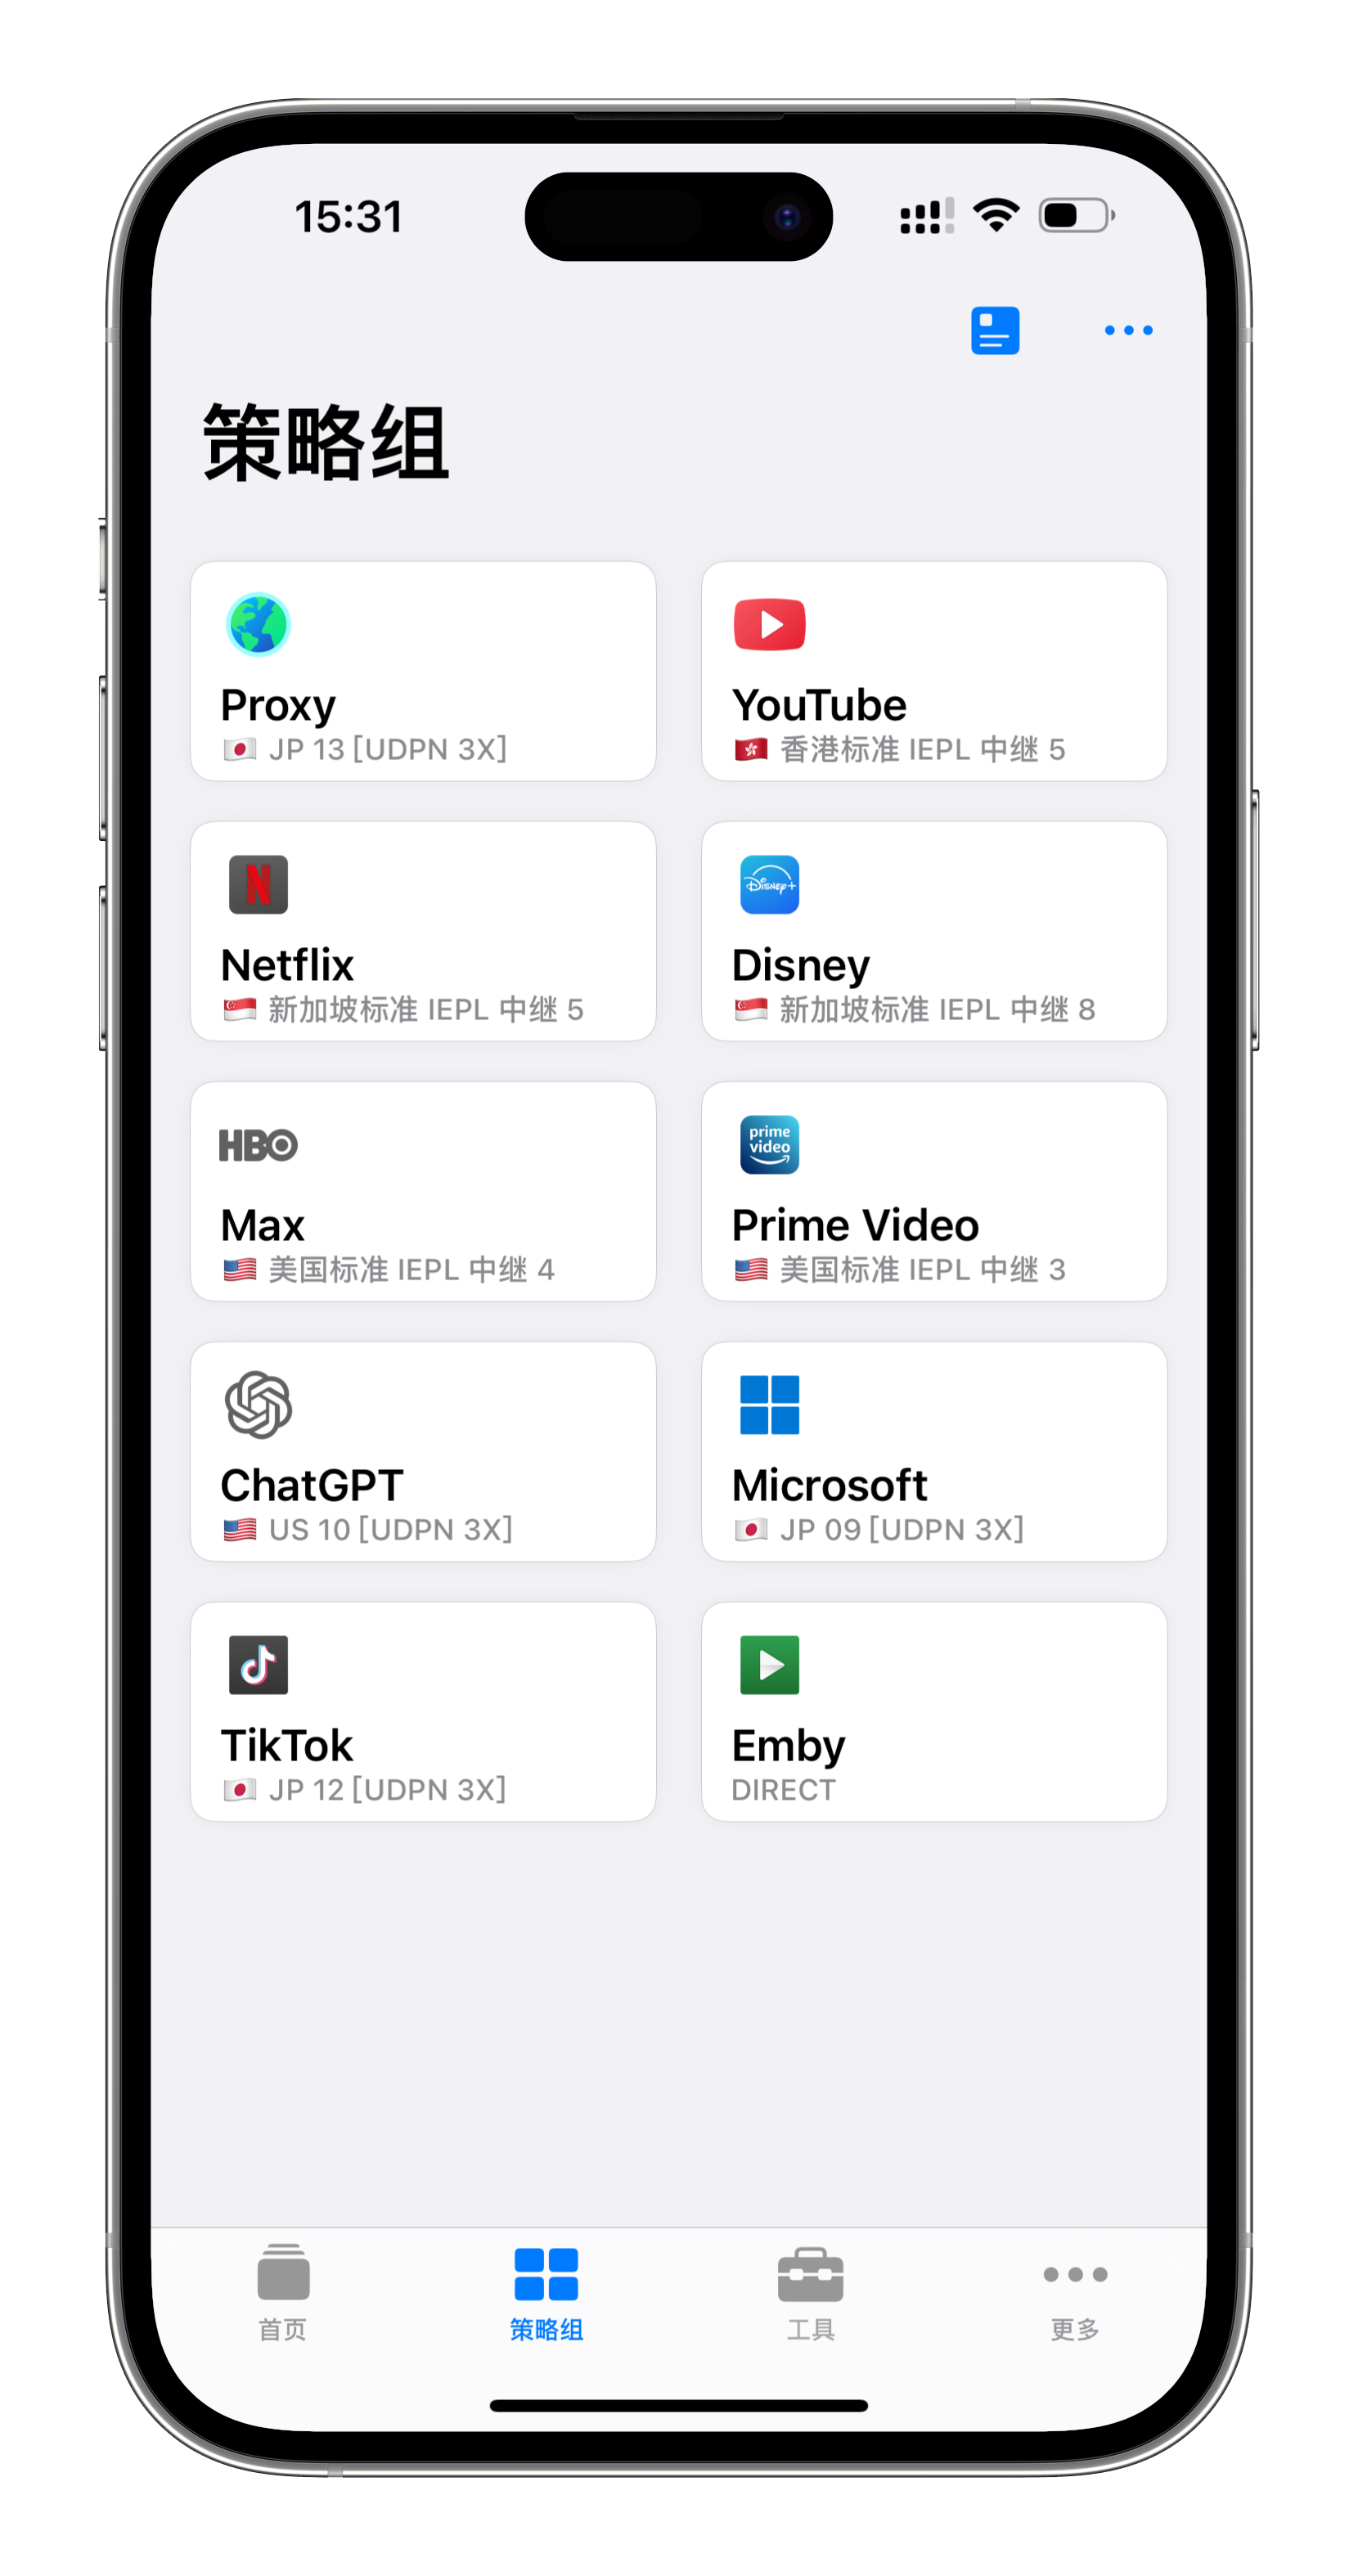 15:31
策略组
Proxy
🇯🇵 JP 13 [UDPN 3X]
YouTube
🇭🇰 香港标准 IEPL 中继 5
N
Netflix
🇸🇬 新加坡标准 IEPL 中继 5
Disney+
Disney
🇸🇬 新加坡标准 IEPL 中继 8
HBO
Max
🇺🇸 美国标准 IEPL 中继 4
prime
video
Prime Video
🇺🇸 美国标准 IEPL 中继 3
ChatGPT
🇺🇸 US 10 [UDPN 3X]
Microsoft
🇯🇵 JP 09 [UDPN 3X]
TikTok
🇯🇵 JP 12 [UDPN 3X]
Emby
DIRECT
首页
策略组
工具
更多